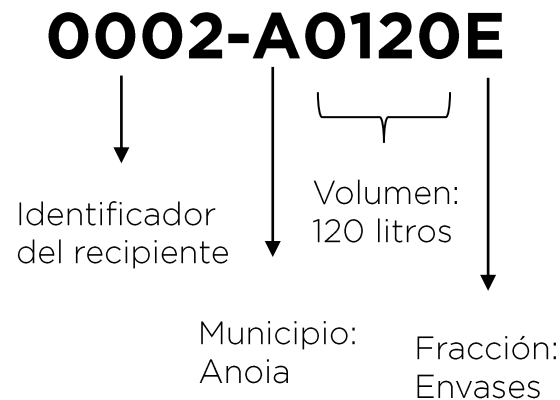 0002-A0120E
Identificador
del recipiente
Volumen:
120 litros
Municipio:
Anoia
Fracción:
Envases